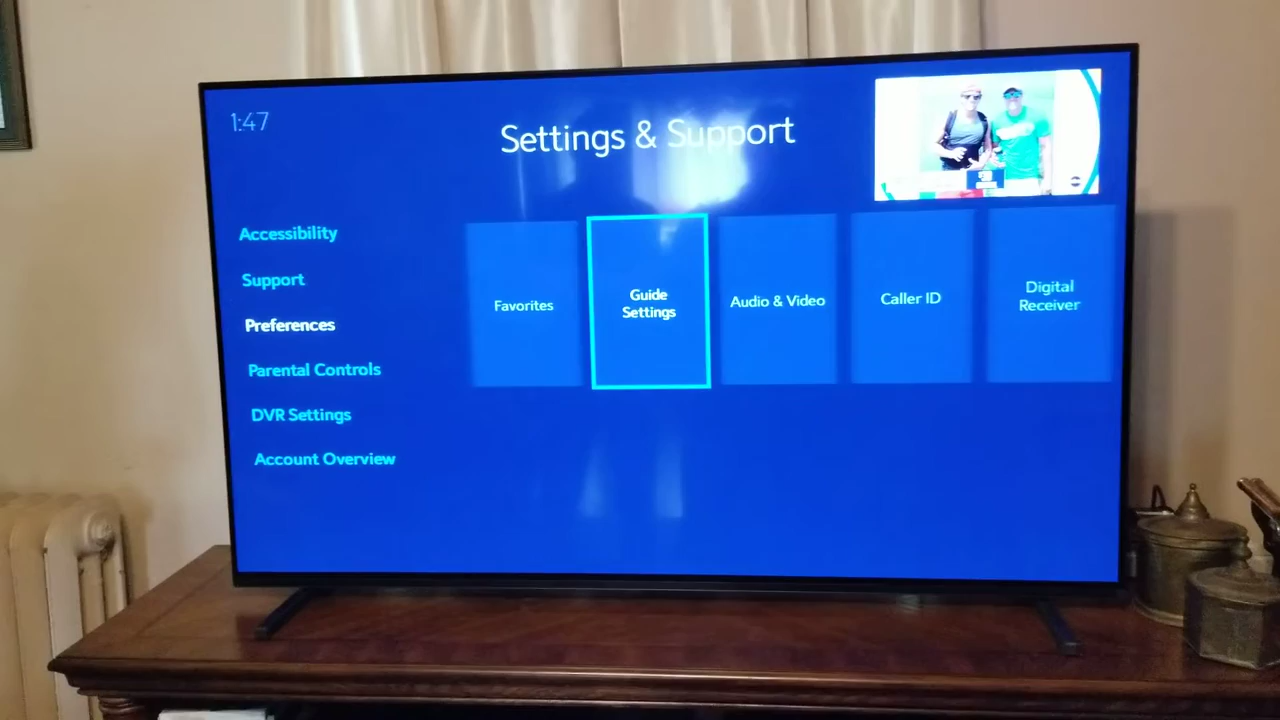 1:47
Settings & Support
Accessibility
Support
Preferences
Parental Controls
DVR Settings
Account Overview
Favorites
Guide
Settings
Audio & Video
Caller ID
Digital
Receiver